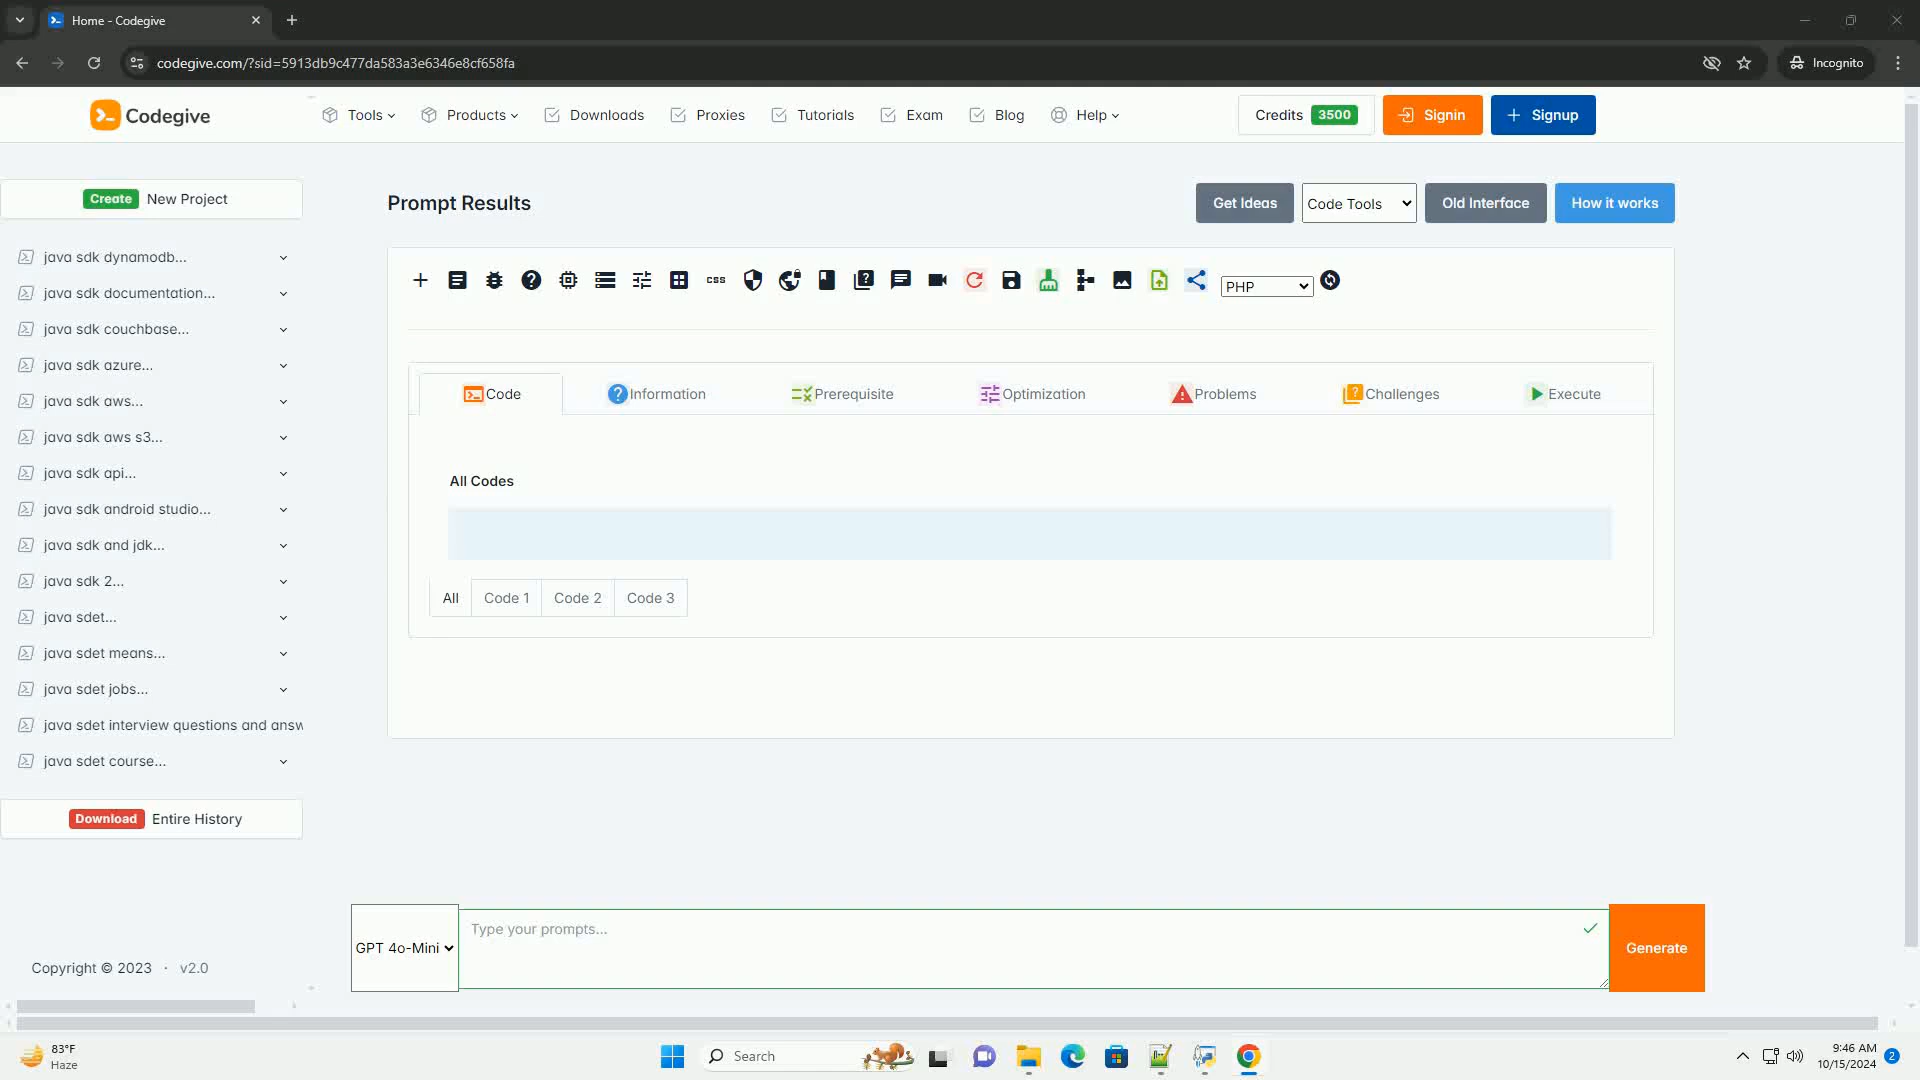 Home - Codegive
codegive.com/?sid=5913db9c477da583a3e6346e8cf658fa
Incognito
Codegive
Tools
Products
Downloads
Proxies
Tutorials
Exam
Blog
Help
Credits 3500
Signin
Signup
Create New Project
java sdk dynamodb...
java sdk documentation...
java sdk couchbase...
java sdk azure...
java sdk aws...
java sdk aws s3...
java sdk api...
java sdk android studio...
java sdk and jdk...
java sdk 2...
java sdet...
java sdet means...
java sdet jobs...
java sdet interview questions and answ
java sdet course...
Download Entire History
Copyright © 2023 · v2.0
Prompt Results
Get Ideas
Code Tools
Old Interface
How it works
css
PHP
Code
Information
Prerequisite
Optimization
Problems
Challenges
Execute
All Codes
All
Code 1
Code 2
Code 3
GPT 4o-Mini
Type your prompts...
Generate
83°F
Haze
Search
9:46 AM
10/15/2024
2